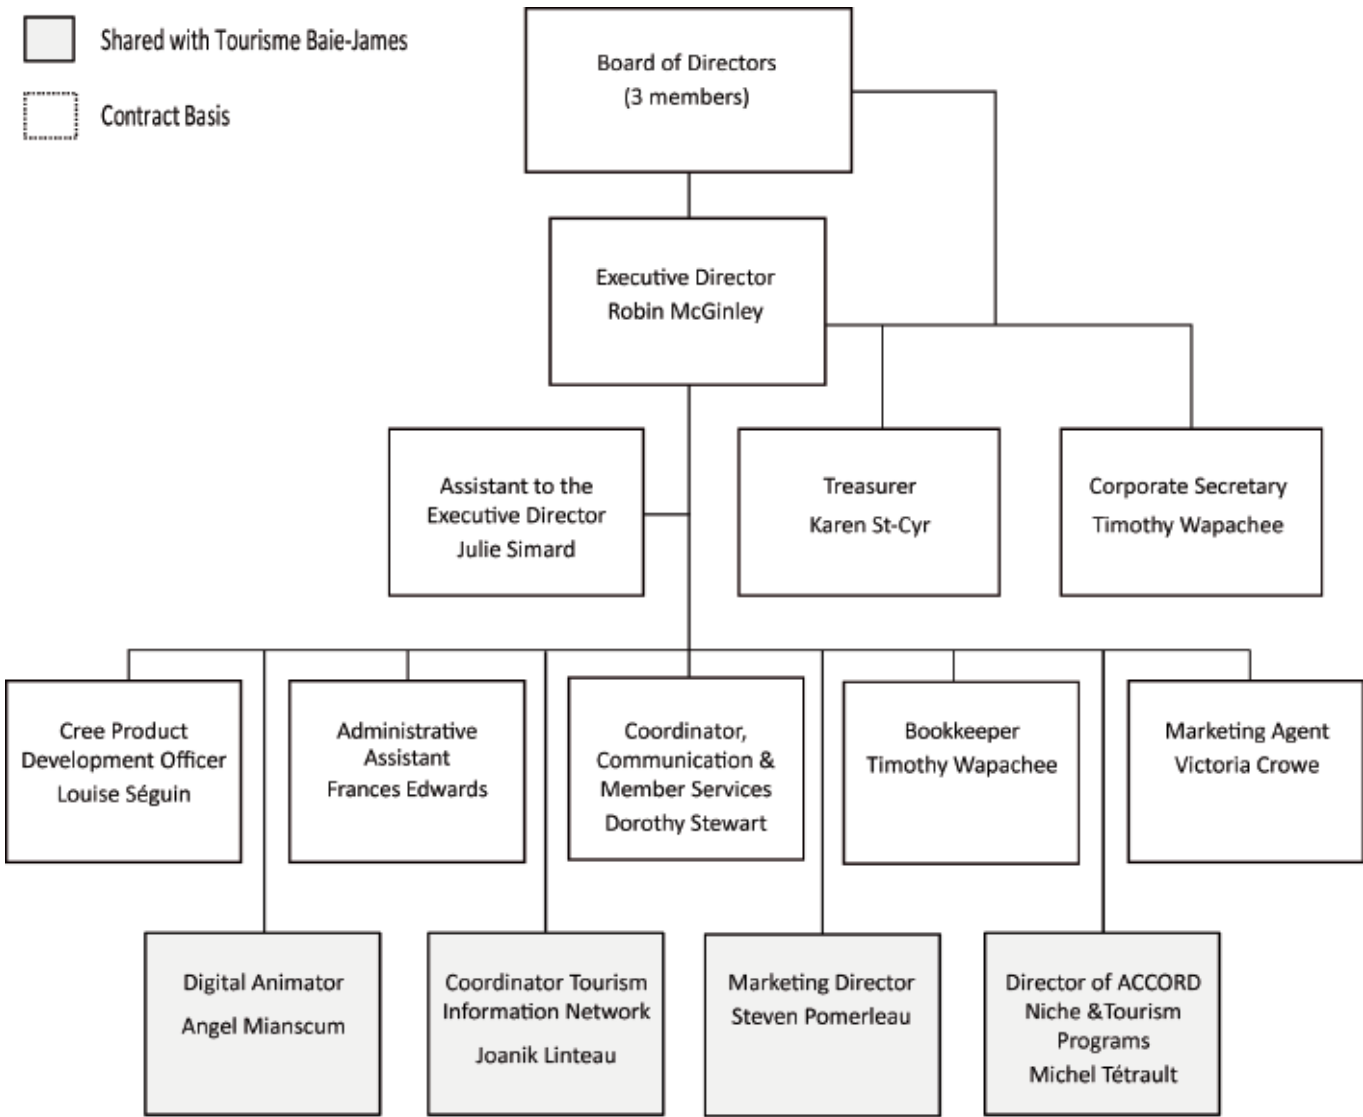 Shared with Tourisme Baie-James
Contract Basis
Board of Directors
(3 members)
Executive Director
Robin McGinley
Assistant to the
Executive Director
Julie Simard
Treasurer
Karen St-Cyr
Corporate Secretary
Timothy Wapachee
Cree Product
Development Officer
Louise Séguin
Administrative
Assistant
Frances Edwards
Coordinator,
Communication &
Member Services
Dorothy Stewart
Bookkeeper
Timothy Wapachee
Marketing Agent
Victoria Crowe
Digital Animator
Angel Mianscum
Coordinator Tourism
Information Network
Joanik Linteau
Marketing Director
Steven Pomerleau
Director of ACCORD
Niche &Tourism
Programs
Michel Tétrault